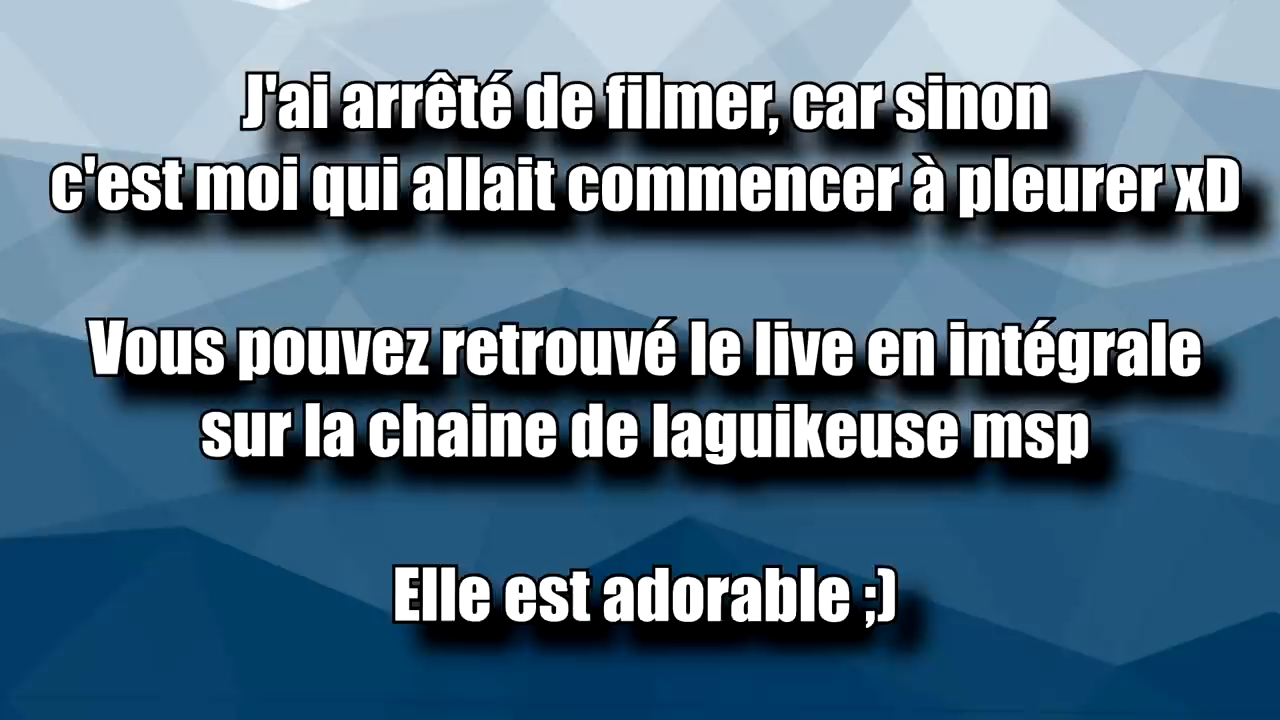 J'ai arrêté de filmer, car sinon
c'est moi qui allait commencer à pleurer xD
Vous pouvez retrouvé le live en intégrale
sur la chaine de laguikeuse msp
Elle est adorable ;)